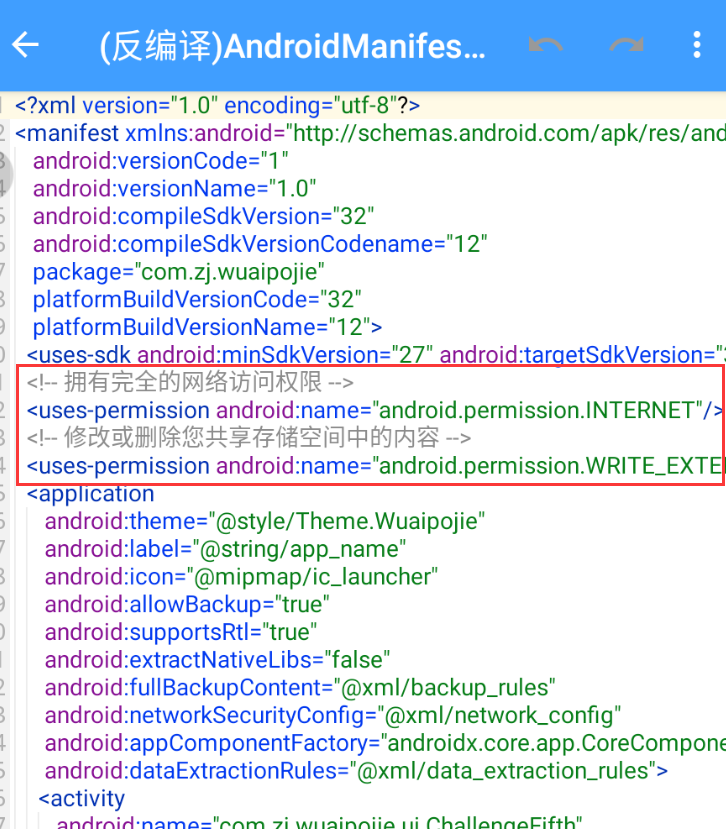 (反编译)AndroidManifes...
<?xml version="1.0" encoding="utf-8"?>
<manifest xmlns:android="http://schemas.android.com/apk/res/and
android:versionCode="1"
android:versionName="1.0"
android:compileSdkVersion="32"
android:compileSdkVersionCodename="12"
package="com.zj.wuaipojie"
platformBuildVersionCode="32"
platformBuildVersionName="12">
<uses-sdk android:minSdkVersion="27" android:targetSdkVersion="
<!-- 拥有完全的网络访问权限 -->
<uses-permission android:name="android.permission.INTERNET"/>
<!-- 修改或删除您共享存储空间中的内容 -->
<uses-permission android:name="android.permission.WRITE_EXTE
<application
android:theme="@style/Theme.Wuaipojie"
android:label="@string/app_name"
android:icon="@mipmap/ic_launcher"
android:allowBackup="true"
android:supportsRtl="true"
android:extractNativeLibs="false"
android:fullBackupContent="@xml/backup_rules"
android:networkSecurityConfig="@xml/network_config"
android:appComponentFactory="androidx.core.app.CoreCompone
android:dataExtractionRules="@xml/data_extraction_rules">
<activity
android:name="com.zj.wuaipojie.ui.ChallengeFifth"